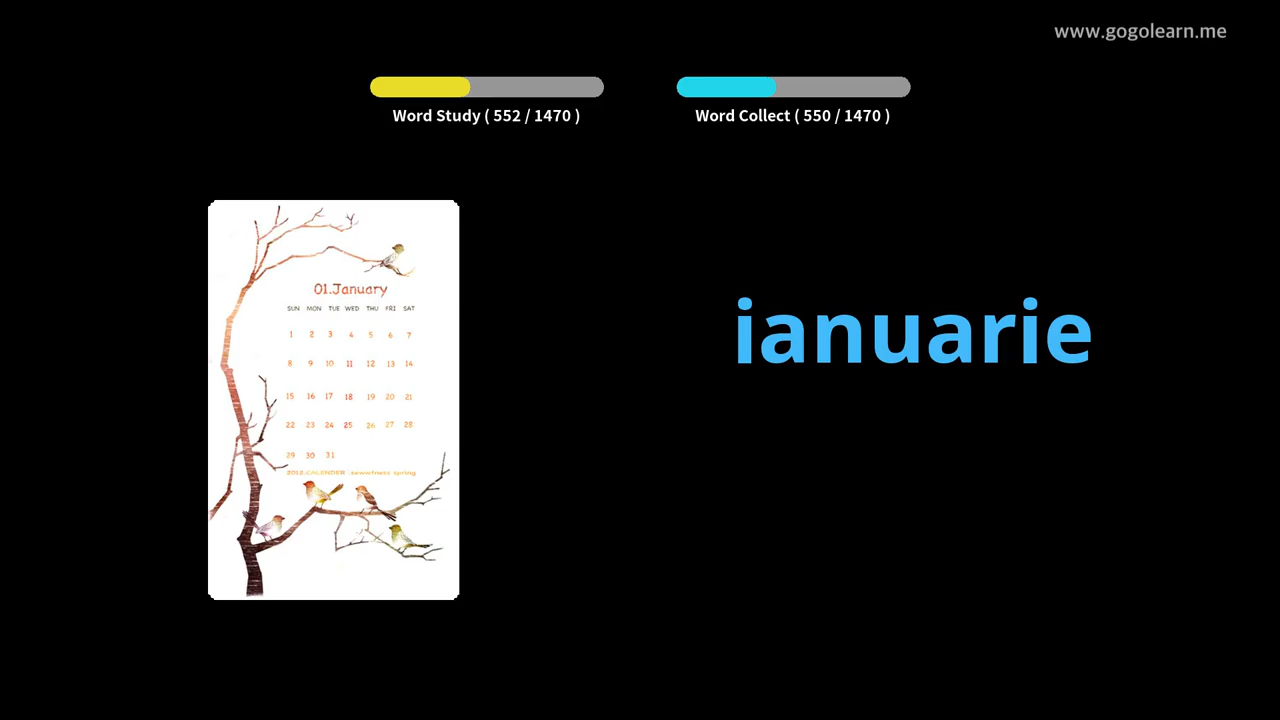 www.gogolearn.me
Word Study ( 552 / 1470 )
Word Collect ( 550 / 1470 )
01.January
SUN MON TUE WED THU FRI SAT
1 2 3 4 5 6 7
8 9 10 11 12 13 14
15 16 17 18 19 20 21
22 23 24 25 26 27 28
29 30 31
spring
ianuarie